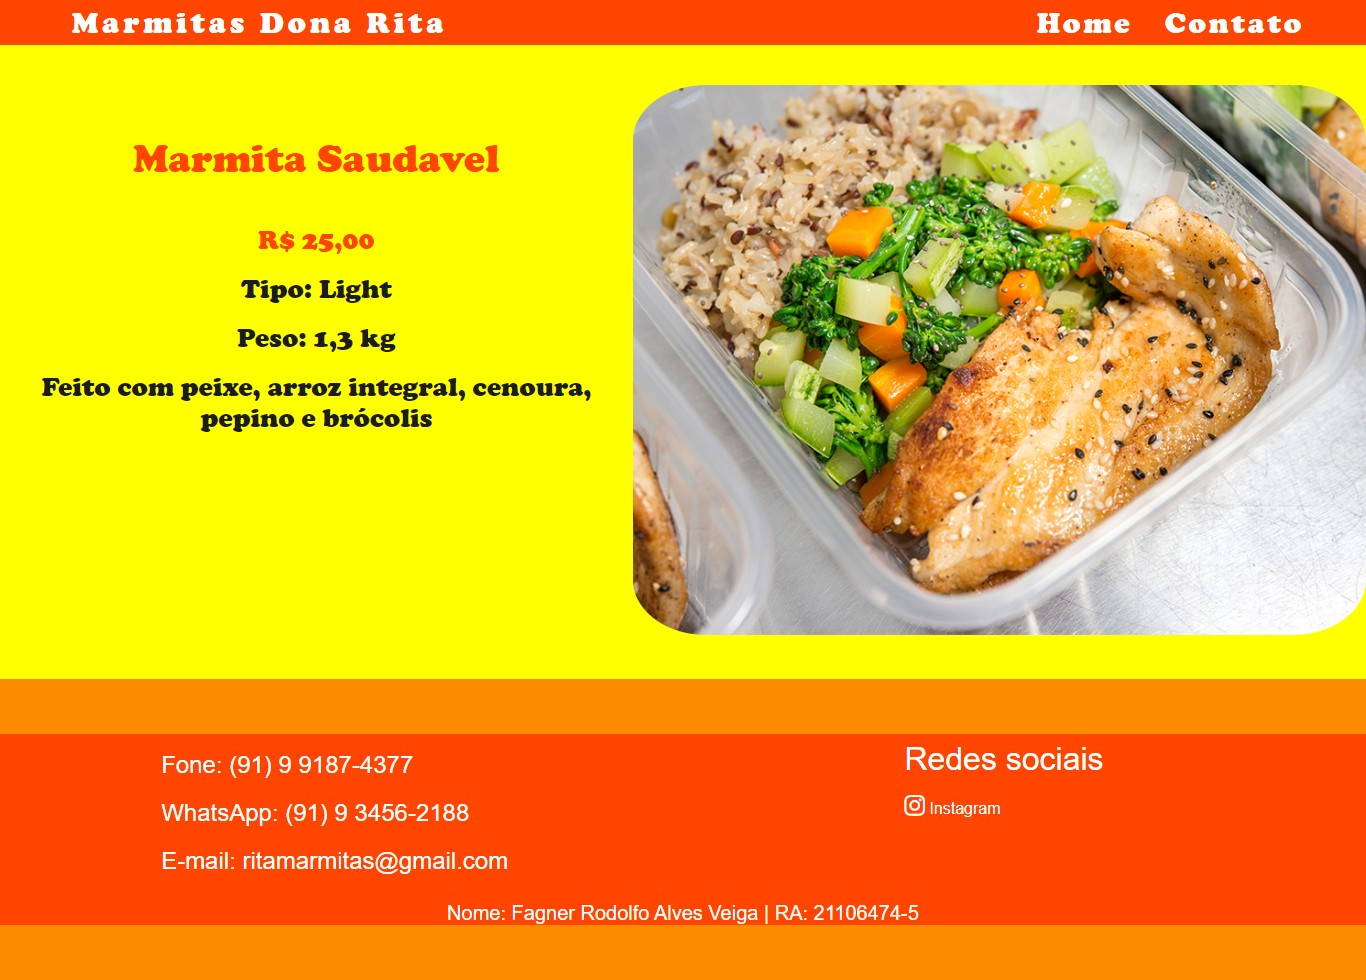 Marmitas Dona Rita
Home Contato
Marmita Saudavel
R$ 25,00
Tipo: Light
Peso: 1,3 kg
Feito com peixe, arroz integral, cenoura,
pepino e brócolis
Fone: (91) 9 9187-4377
WhatsApp: (91) 9 3456-2188
E-mail: ritamarmitas@gmail.com
Redes sociais
Instagram
Nome: Fagner Rodolfo Alves Veiga | RA: 21106474-5